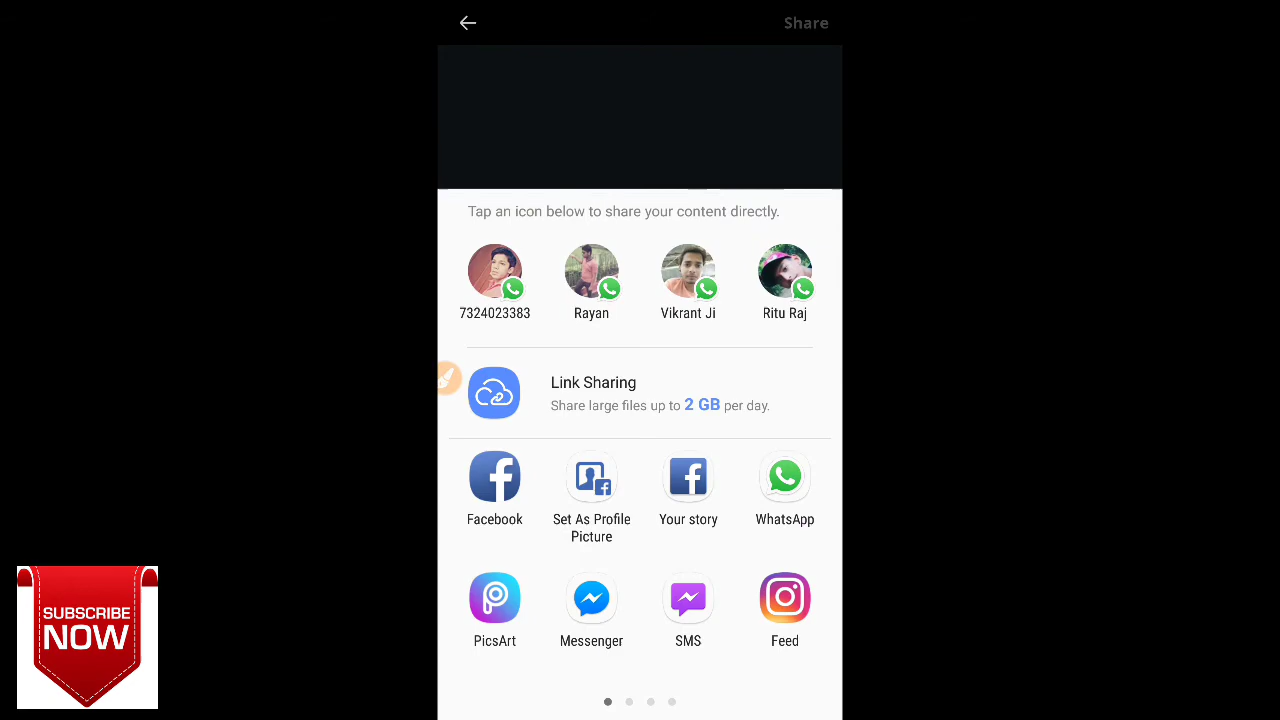 Share
Tap an icon below to share your content directly.
7324023383
Rayan
Vikrant Ji
Ritu Raj
Link Sharing
Share large files up to 2 GB per day.
Facebook
Set As Profile
Picture
Your story
WhatsApp
PicsArt
Messenger
SMS
Feed
SUBSCRIBE
NOW